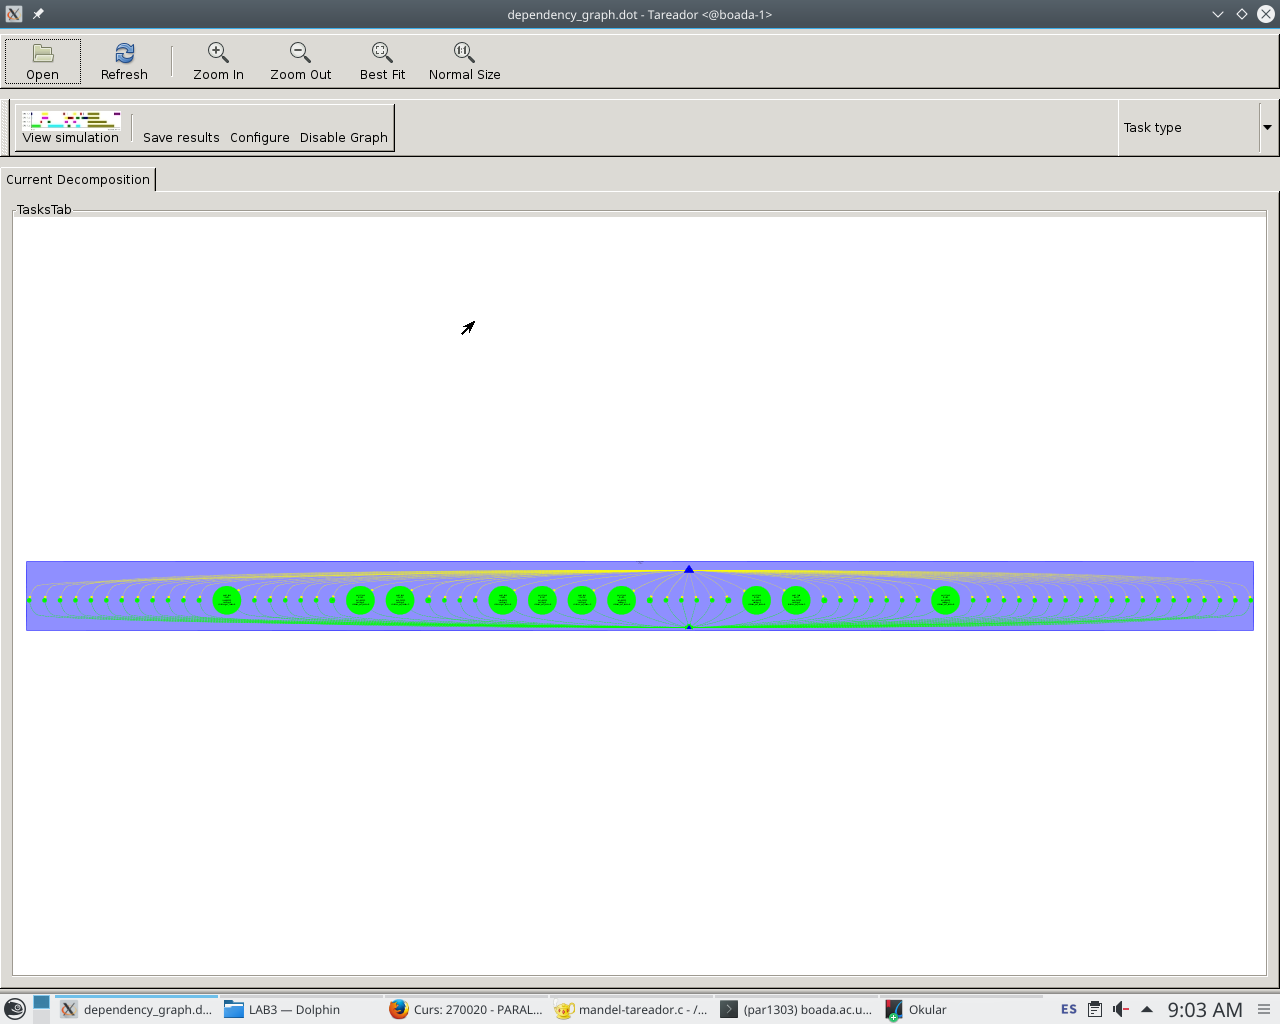 dependency_graph.dot - Tareador <@boada-1>
Open
Refresh
Zoom In
Zoom Out
Best Fit
1:1
Normal Size
View simulation
Save results
Configure
Disable Graph
Task type
Current Decomposition
TasksTab
dependency_graph.d...
LAB3 — Dolphin
Curs: 270020 - PARAL...
mandel-tareador.c - /...
(par1303) boada.ac.u...
Okular
ES
9:03 AM